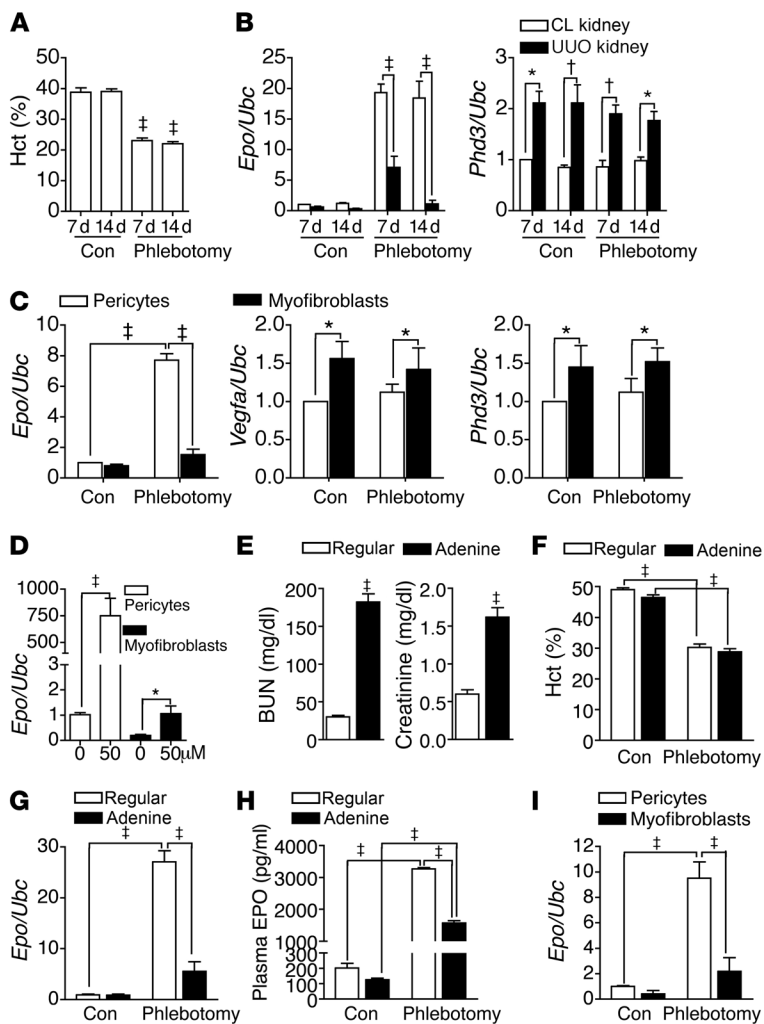 A
Hct (%)
50
40
30
20
10
0
‡ ‡
7 d 14 d 7 d 14 d
Con Phlebotomy
B
CL kidney
UUO kidney
Epo/Ubc
25
20
15
10
5
0
‡ ‡
7 d 14 d 7 d 14 d
Con Phlebotomy
Phd3/Ubc
3
2
1
0
* † † *
7 d 14 d 7 d 14 d
Con Phlebotomy
C
Pericytes Myofibroblasts
Epo/Ubc
10
8
6
4
2
0
‡ ‡
Con Phlebotomy
Vegfa/Ubc
2.0
1.5
1.0
0.5
0.0
* *
Con Phlebotomy
Phd3/Ubc
2.0
1.5
1.0
0.5
0.0
* *
Con Phlebotomy
D
Pericytes
Myofibroblasts
Epo/Ubc
1000
750
500
3
2
1
0
‡ *
0 50 0 50μM
E
Regular Adenine
BUN (mg/dl)
200
150
100
50
0
‡
Creatinine (mg/dl)
2.0
1.5
1.0
0.5
0.0
‡
F
Regular Adenine
Hct (%)
50
40
30
20
10
0
‡ ‡
Con Phlebotomy
G
Regular
Adenine
Epo/Ubc
30
20
10
0
‡ ‡
Con Phlebotomy
H
Regular
Adenine
Plasma EPO (pg/ml)
4000
3000
2000
1000
300
200
100
0
‡
‡ ‡
Con Phlebotomy
I
Pericytes
Myofibroblasts
Epo/Ubc
12
10
8
6
4
2
0
‡ ‡
Con Phlebotomy